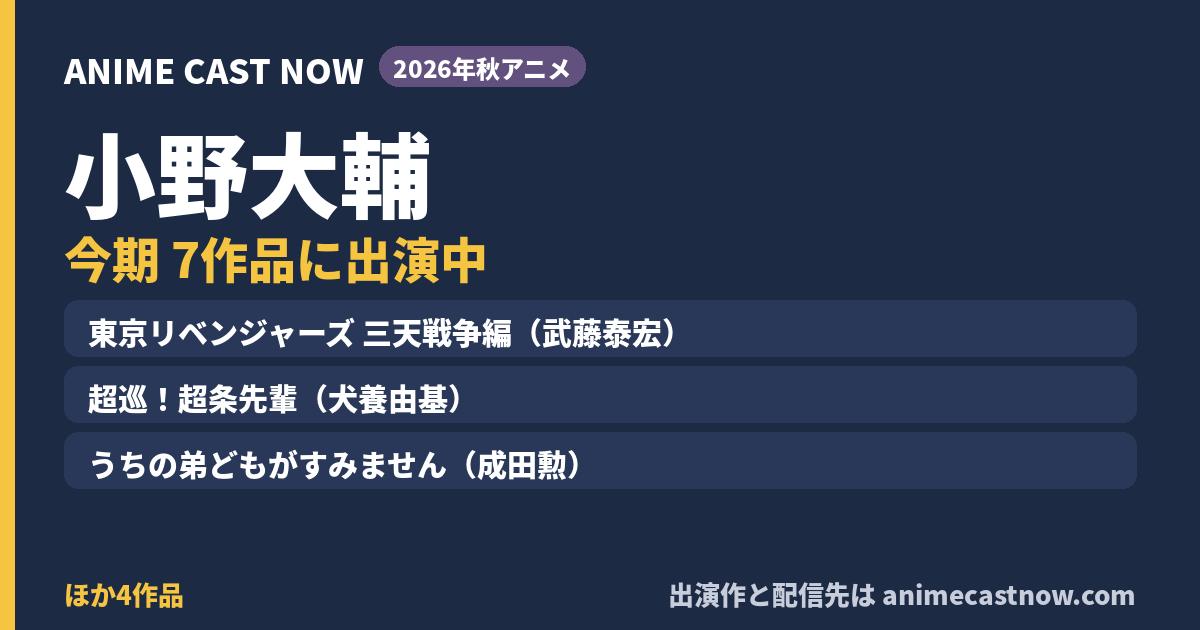 ANIME CAST NOW 2026年秋アニメ
小野大輔
今期 7作品に出演中
東京リベンジャーズ 三天戦争編（武藤泰宏）
超巡！超条先輩（犬養由基）
うちの弟どもがすみません（成田勲）
ほか4作品
出演作と配信先は animecastnow.com